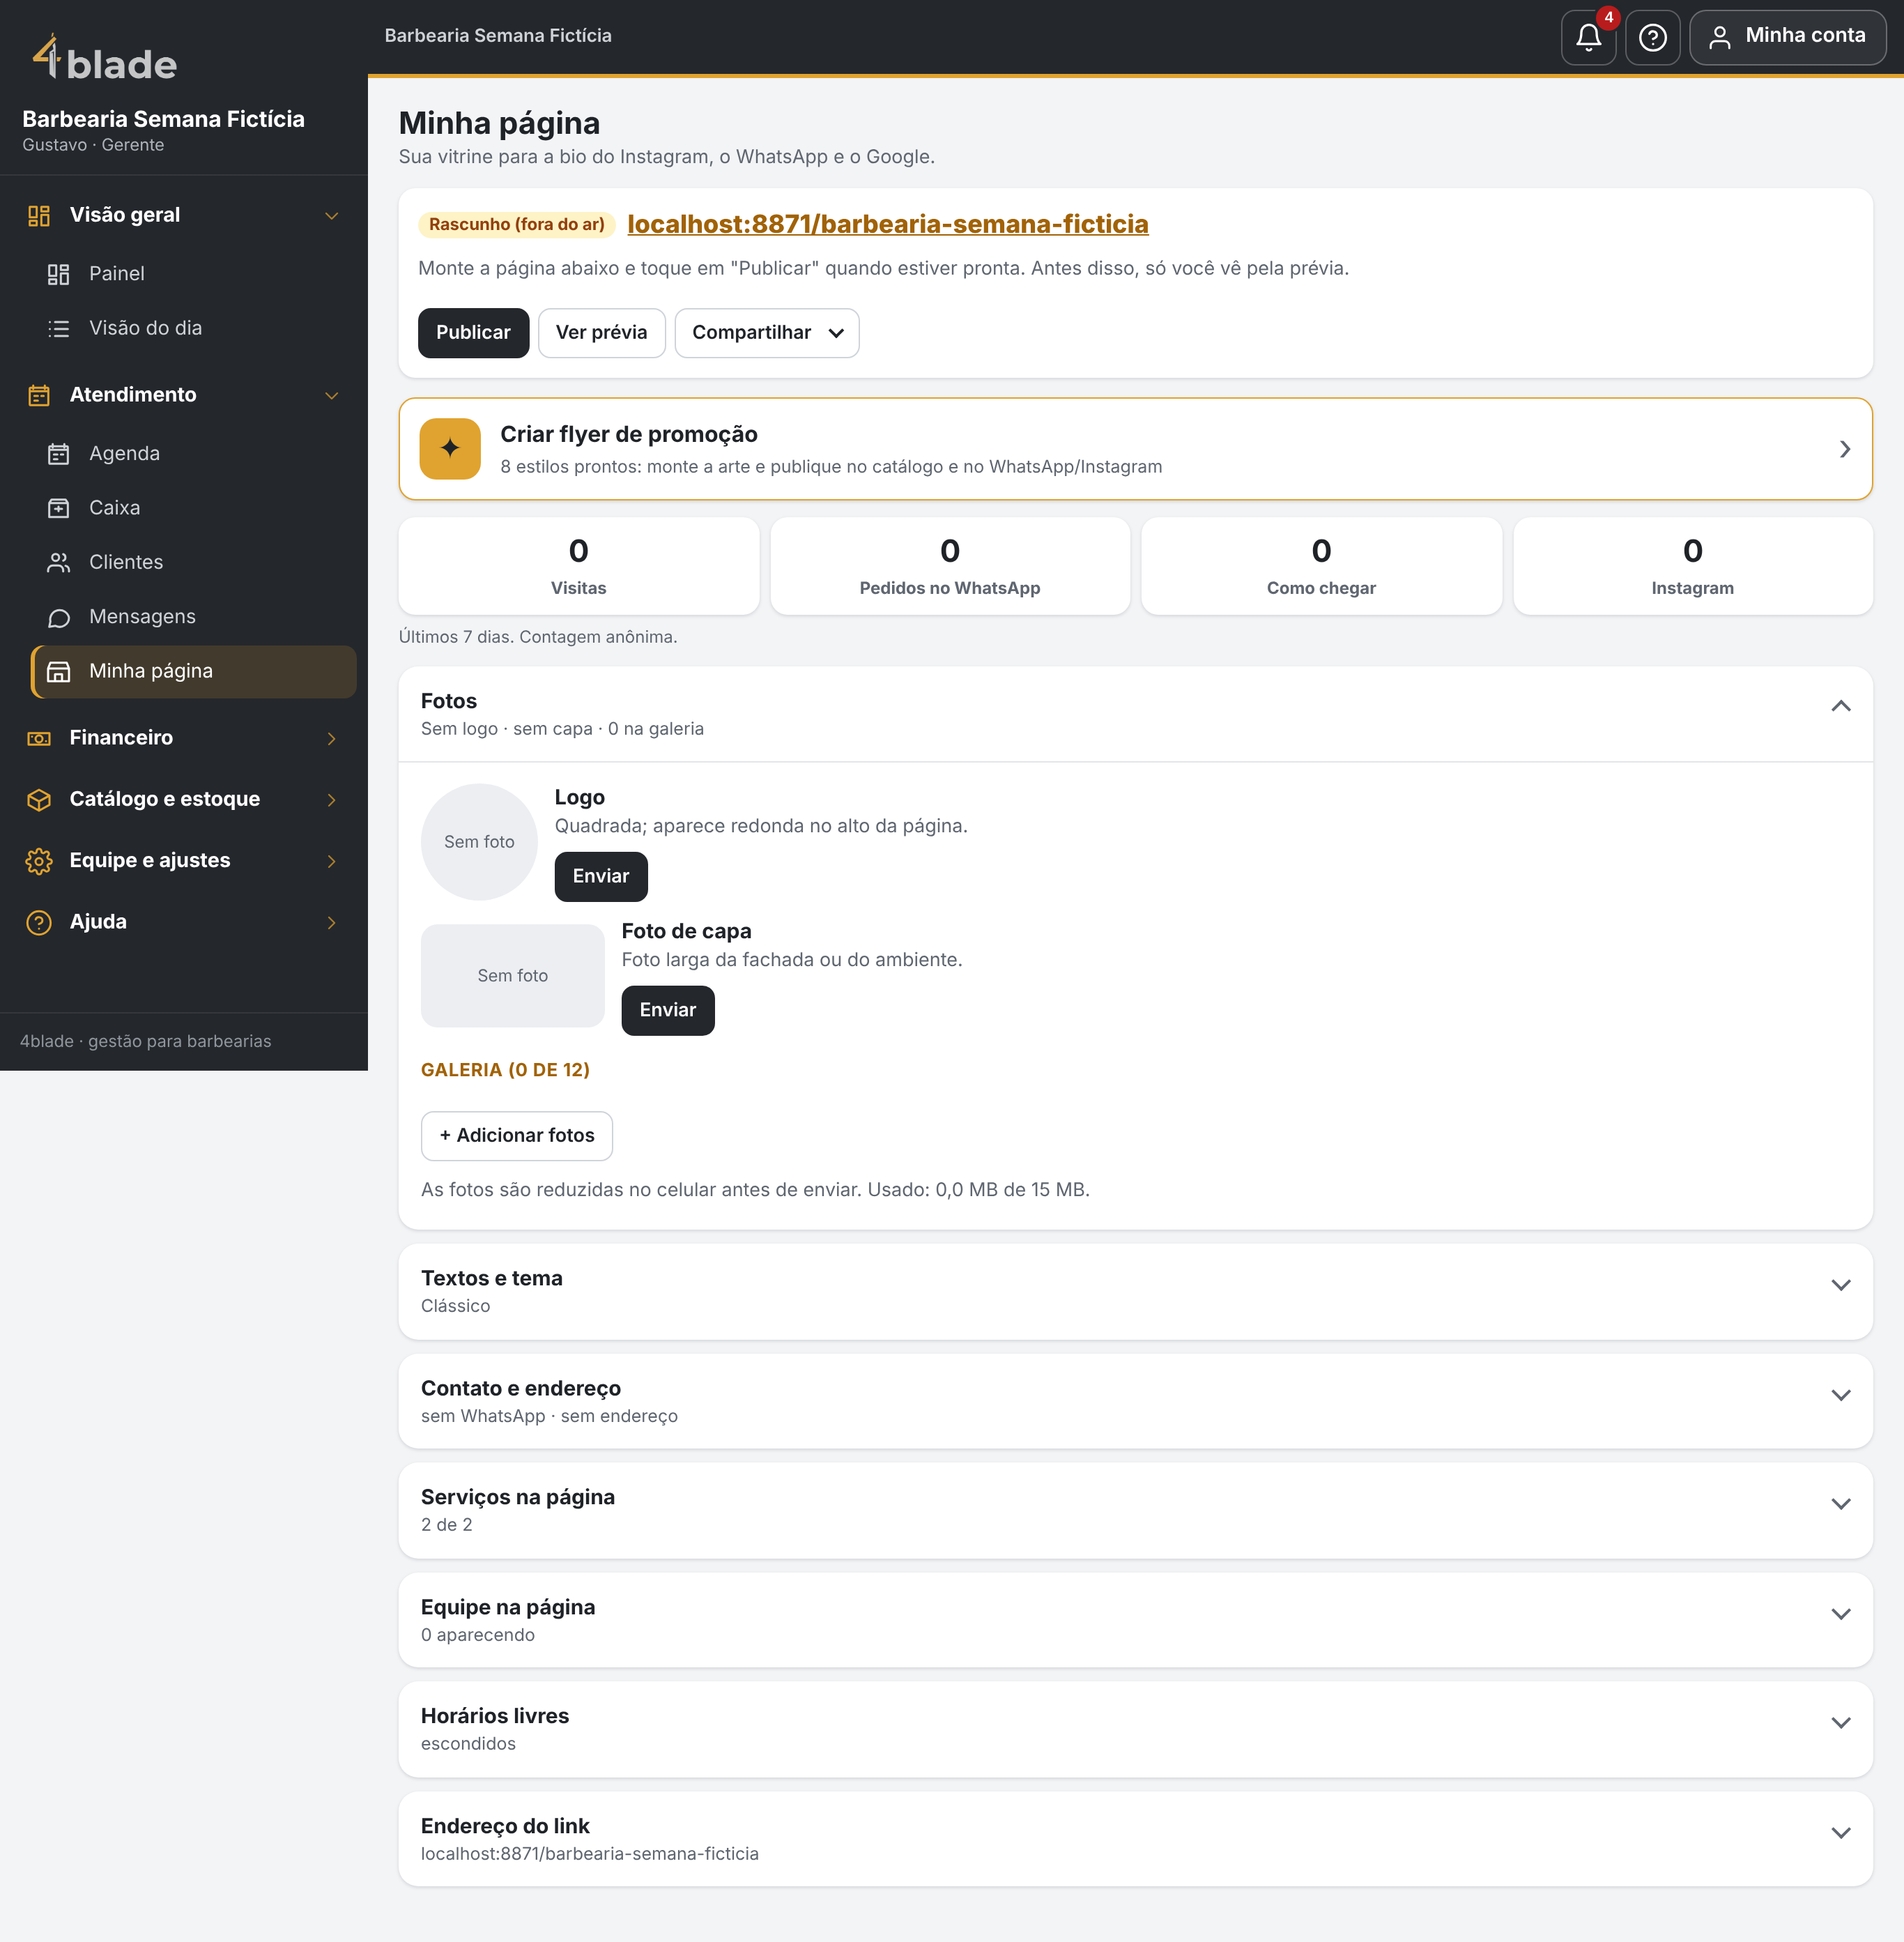 4blade
Barbearia Semana Fictícia
Gustavo · Gerente
Visão geral
Painel
Visão do dia
Atendimento
Agenda
Caixa
Clientes
Mensagens
Minha página
Financeiro
Catálogo e estoque
Equipe e ajustes
Ajuda
4blade · gestão para barbearias
Barbearia Semana Fictícia
4
Minha conta
Minha página
Sua vitrine para a bio do Instagram, o WhatsApp e o Google.
Rascunho (fora do ar) localhost:8871/barbearia-semana-ficticia
Monte a página abaixo e toque em "Publicar" quando estiver pronta. Antes disso, só você vê pela prévia.
Publicar Ver prévia Compartilhar
Criar flyer de promoção
8 estilos prontos: monte a arte e publique no catálogo e no WhatsApp/Instagram
0
Visitas
0
Pedidos no WhatsApp
0
Como chegar
0
Instagram
Últimos 7 dias. Contagem anônima.
Fotos
Sem logo · sem capa · 0 na galeria
Sem foto
Logo
Quadrada; aparece redonda no alto da página.
Enviar
Sem foto
Foto de capa
Foto larga da fachada ou do ambiente.
Enviar
GALERIA (0 DE 12)
+ Adicionar fotos
As fotos são reduzidas no celular antes de enviar. Usado: 0,0 MB de 15 MB.
Textos e tema
Clássico
Contato e endereço
sem WhatsApp · sem endereço
Serviços na página
2 de 2
Equipe na página
0 aparecendo
Horários livres
escondidos
Endereço do link
localhost:8871/barbearia-semana-ficticia